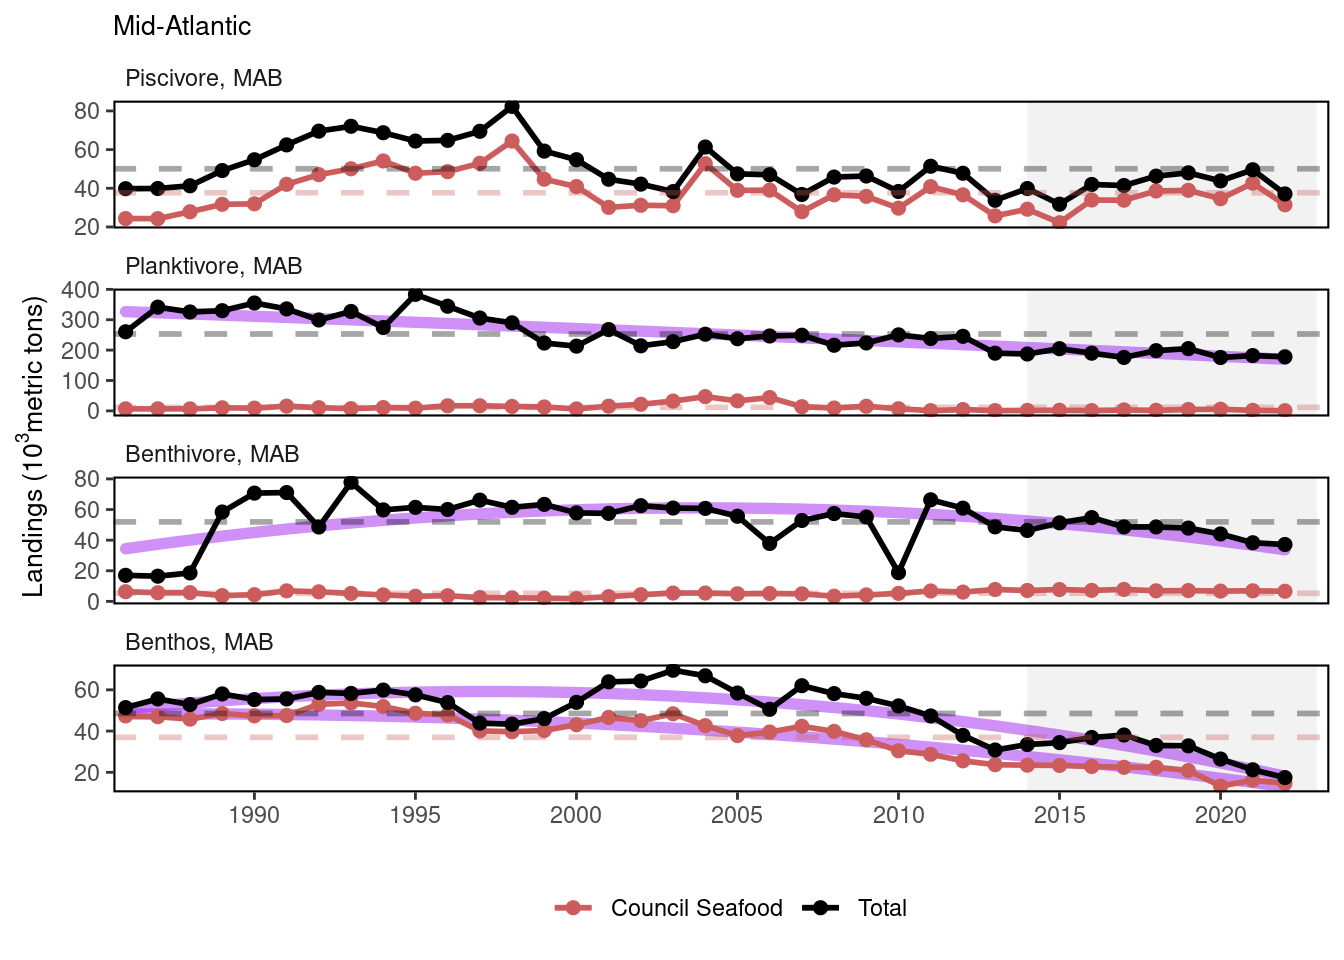 Mid-Atlantic
Piscivore, MAB
80
60
40
20
Planktivore, MAB
400
300
200
100
0
Benthivore, MAB
80
60
40
20
0
Benthos, MAB
60
40
20
Landings (10³metric tons)
1990 1995 2000 2005 2010 2015 2020
Council Seafood Total